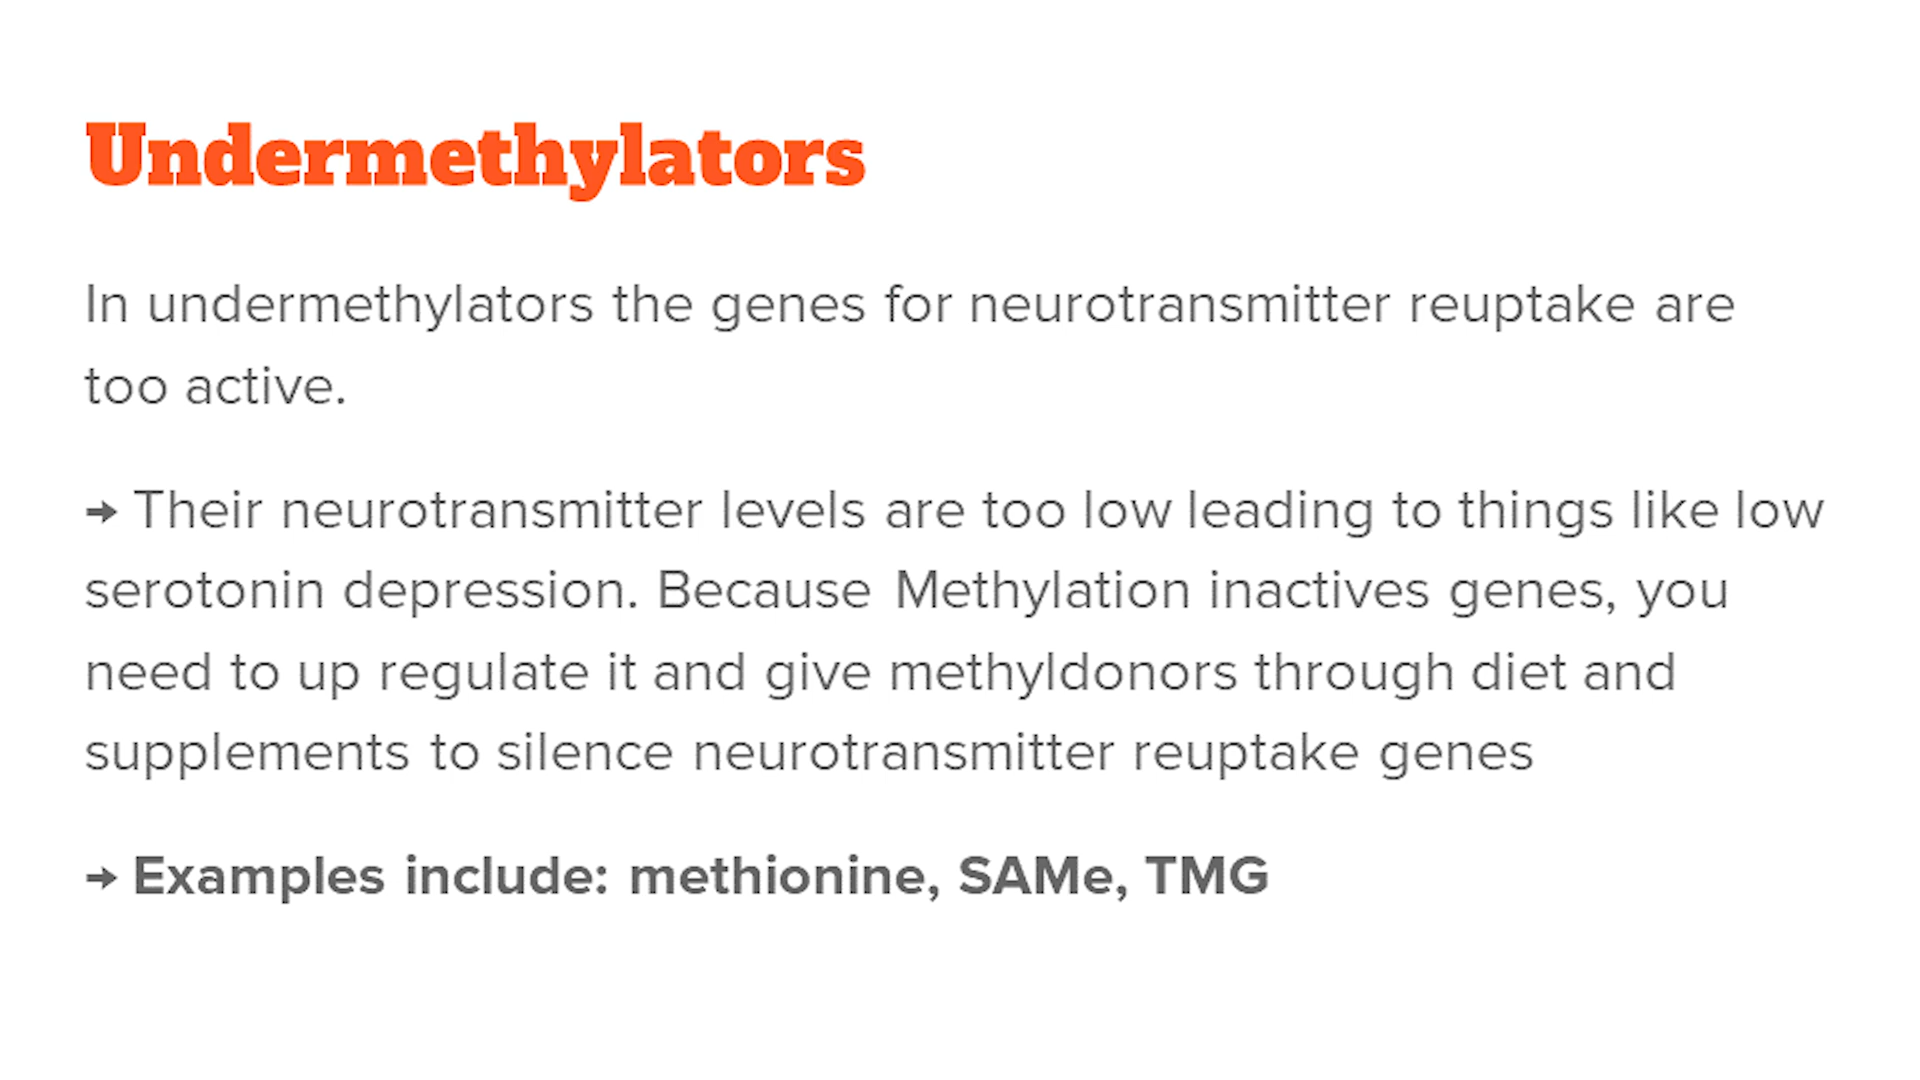 Undermethylators
In undermethylators the genes for neurotransmitter reuptake are
too active.
➔ Their neurotransmitter levels are too low leading to things like low
serotonin depression. Because Methylation inactives genes, you
need to up regulate it and give methyldonors through diet and
supplements to silence neurotransmitter reuptake genes
➔ Examples include: methionine, SAMe, TMG